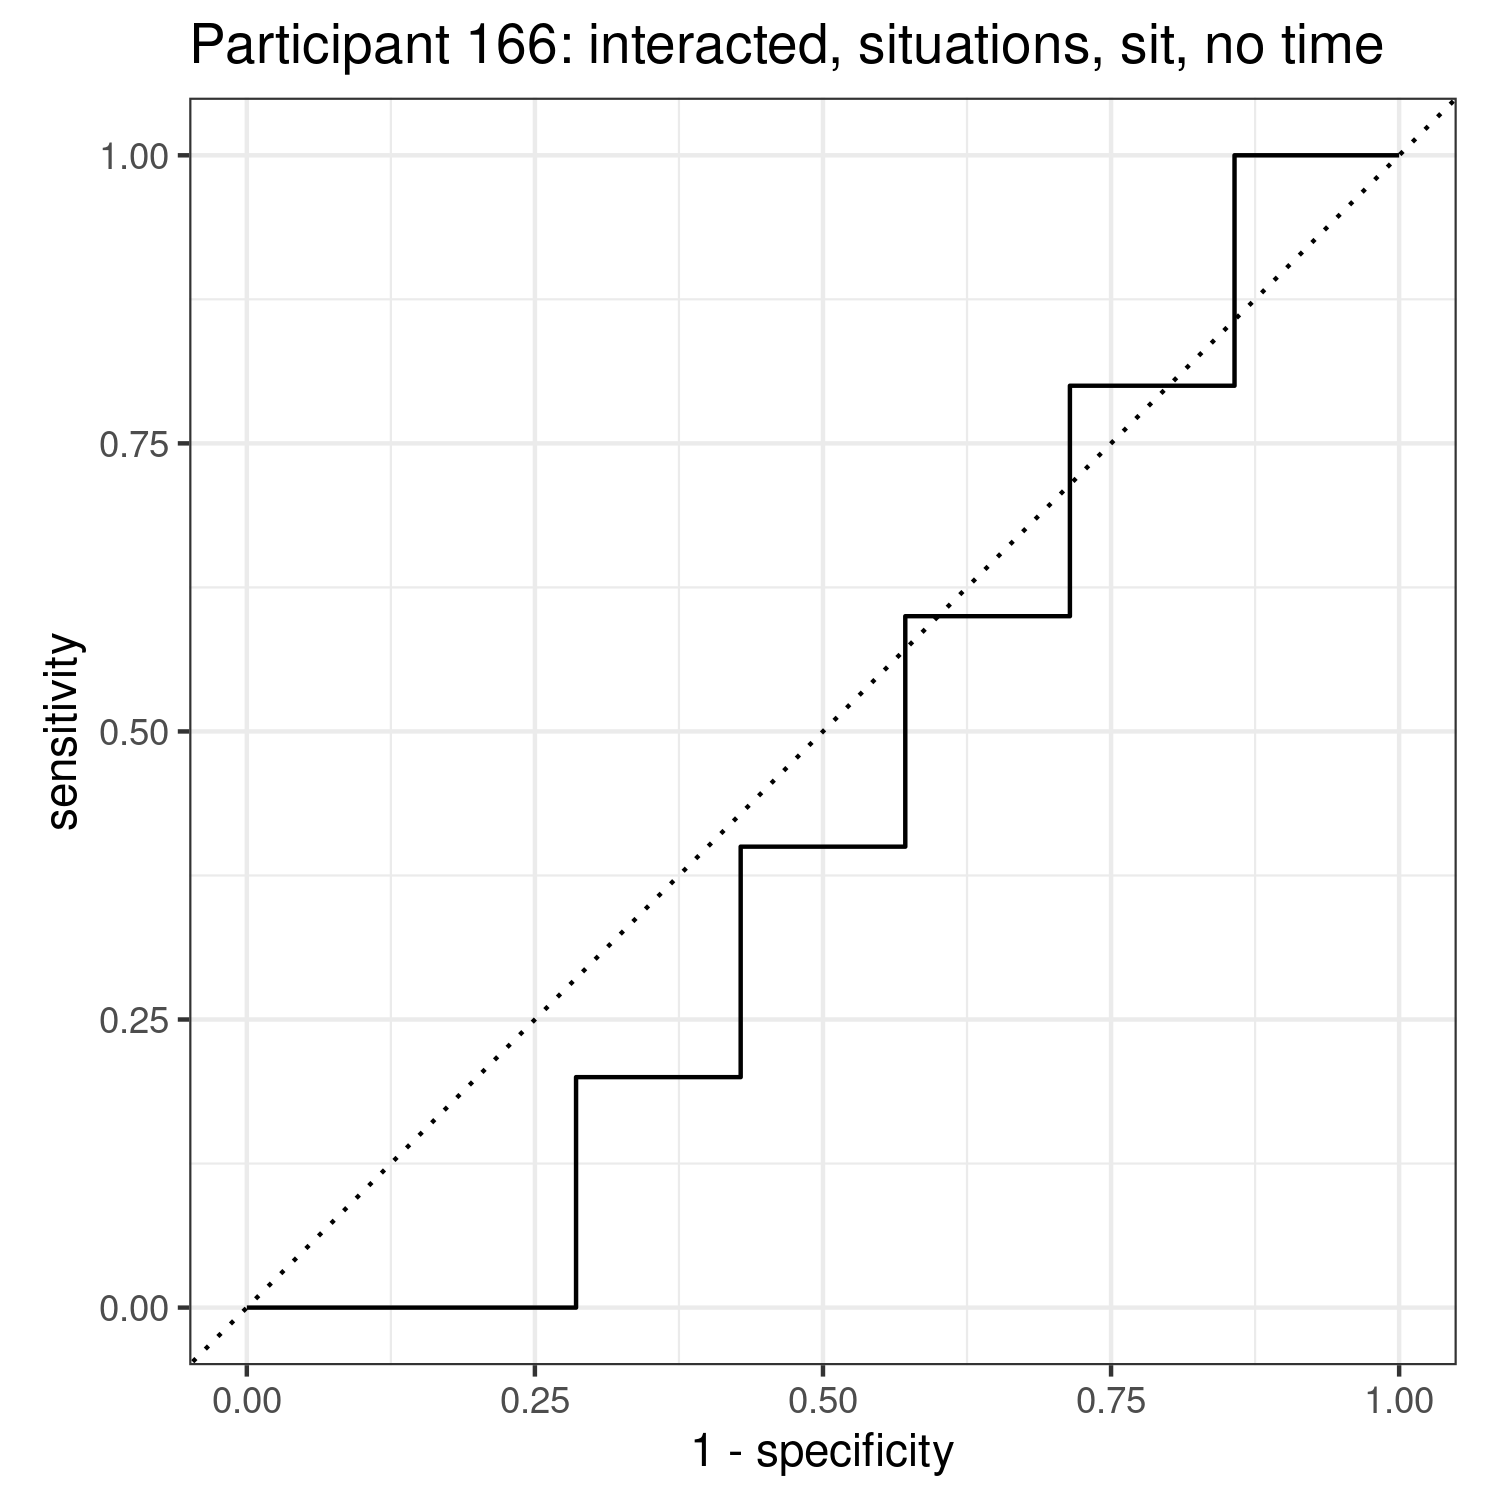 Participant 166: interacted, situations, sit, no time
1.00
0.75
0.50
0.25
0.00
sensitivity
0.00 0.25 0.50 0.75 1.00
1 - specificity